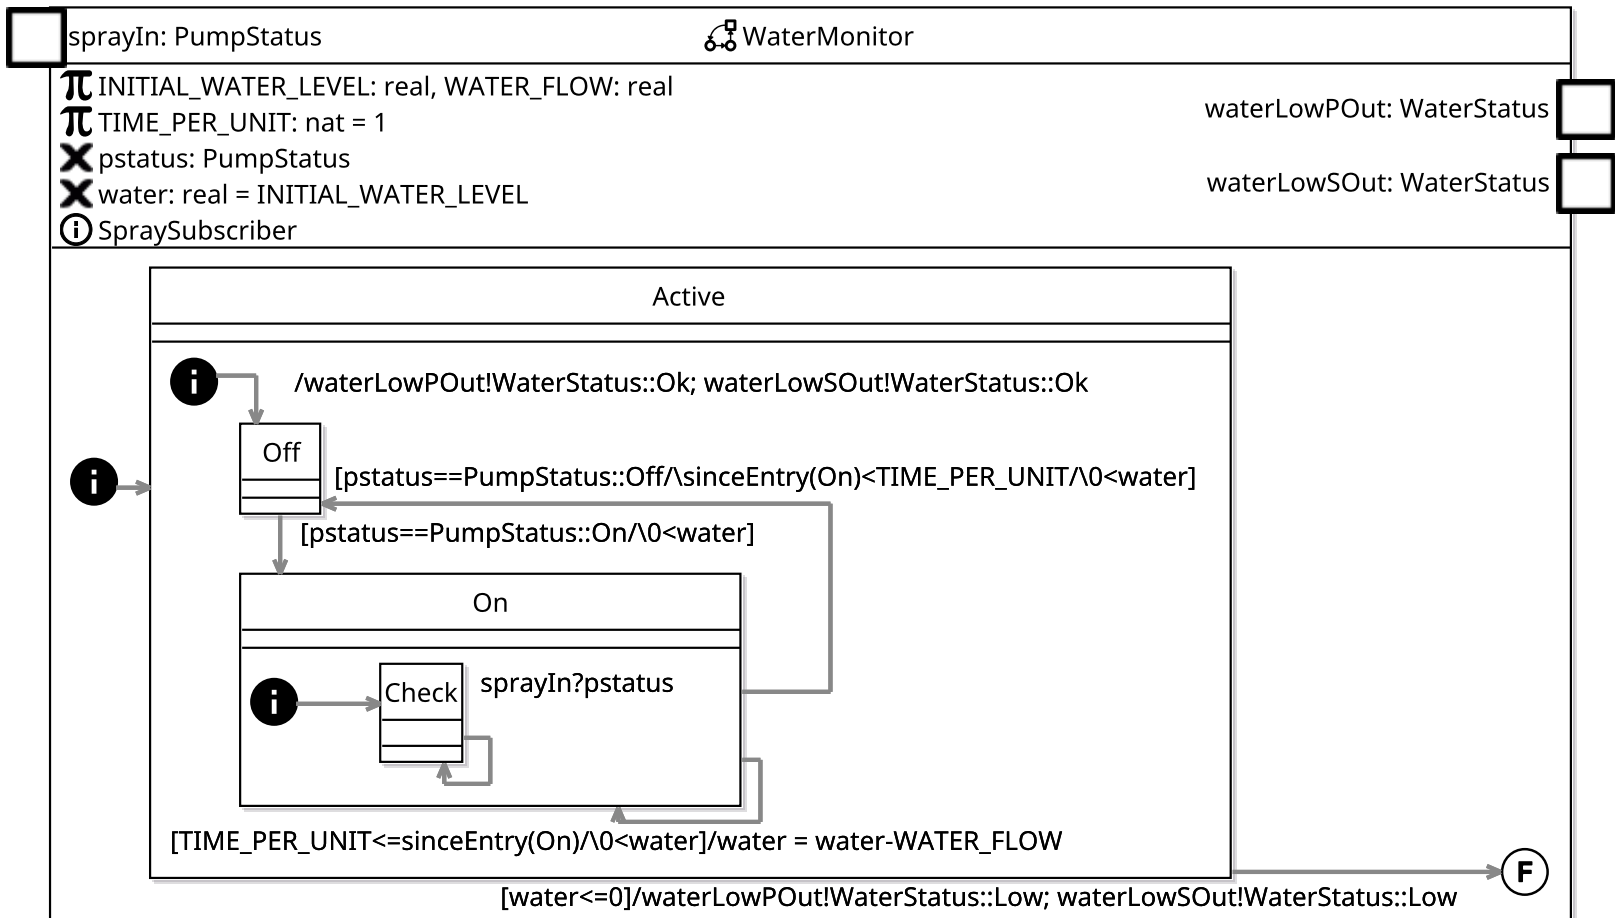 sprayIn: PumpStatus
WaterMonitor
π INITIAL_WATER_LEVEL: real, WATER_FLOW: real
π TIME_PER_UNIT: nat = 1
pstatus: PumpStatus
water: real = INITIAL_WATER_LEVEL
i SpraySubscriber
waterLowPOut: WaterStatus
waterLowSOut: WaterStatus
Active
i
/waterLowPOut!WaterStatus::Ok; waterLowSOut!WaterStatus::Ok
Off
i
[pstatus==PumpStatus::Off/\sinceEntry(On)<TIME_PER_UNIT/\0<water]
[pstatus==PumpStatus::On/\0<water]
On
i
Check
sprayIn?pstatus
[TIME_PER_UNIT<=sinceEntry(On)/\0<water]/water = water-WATER_FLOW
F
[water<=0]/waterLowPOut!WaterStatus::Low; waterLowSOut!WaterStatus::Low